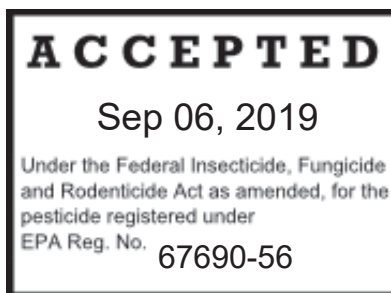 ACCEPTED
Sep 06, 2019
Under the Federal Insecticide, Fungicide
and Rodenticide Act as amended, for the
pesticide registered under
EPA Reg. No. 67690-56